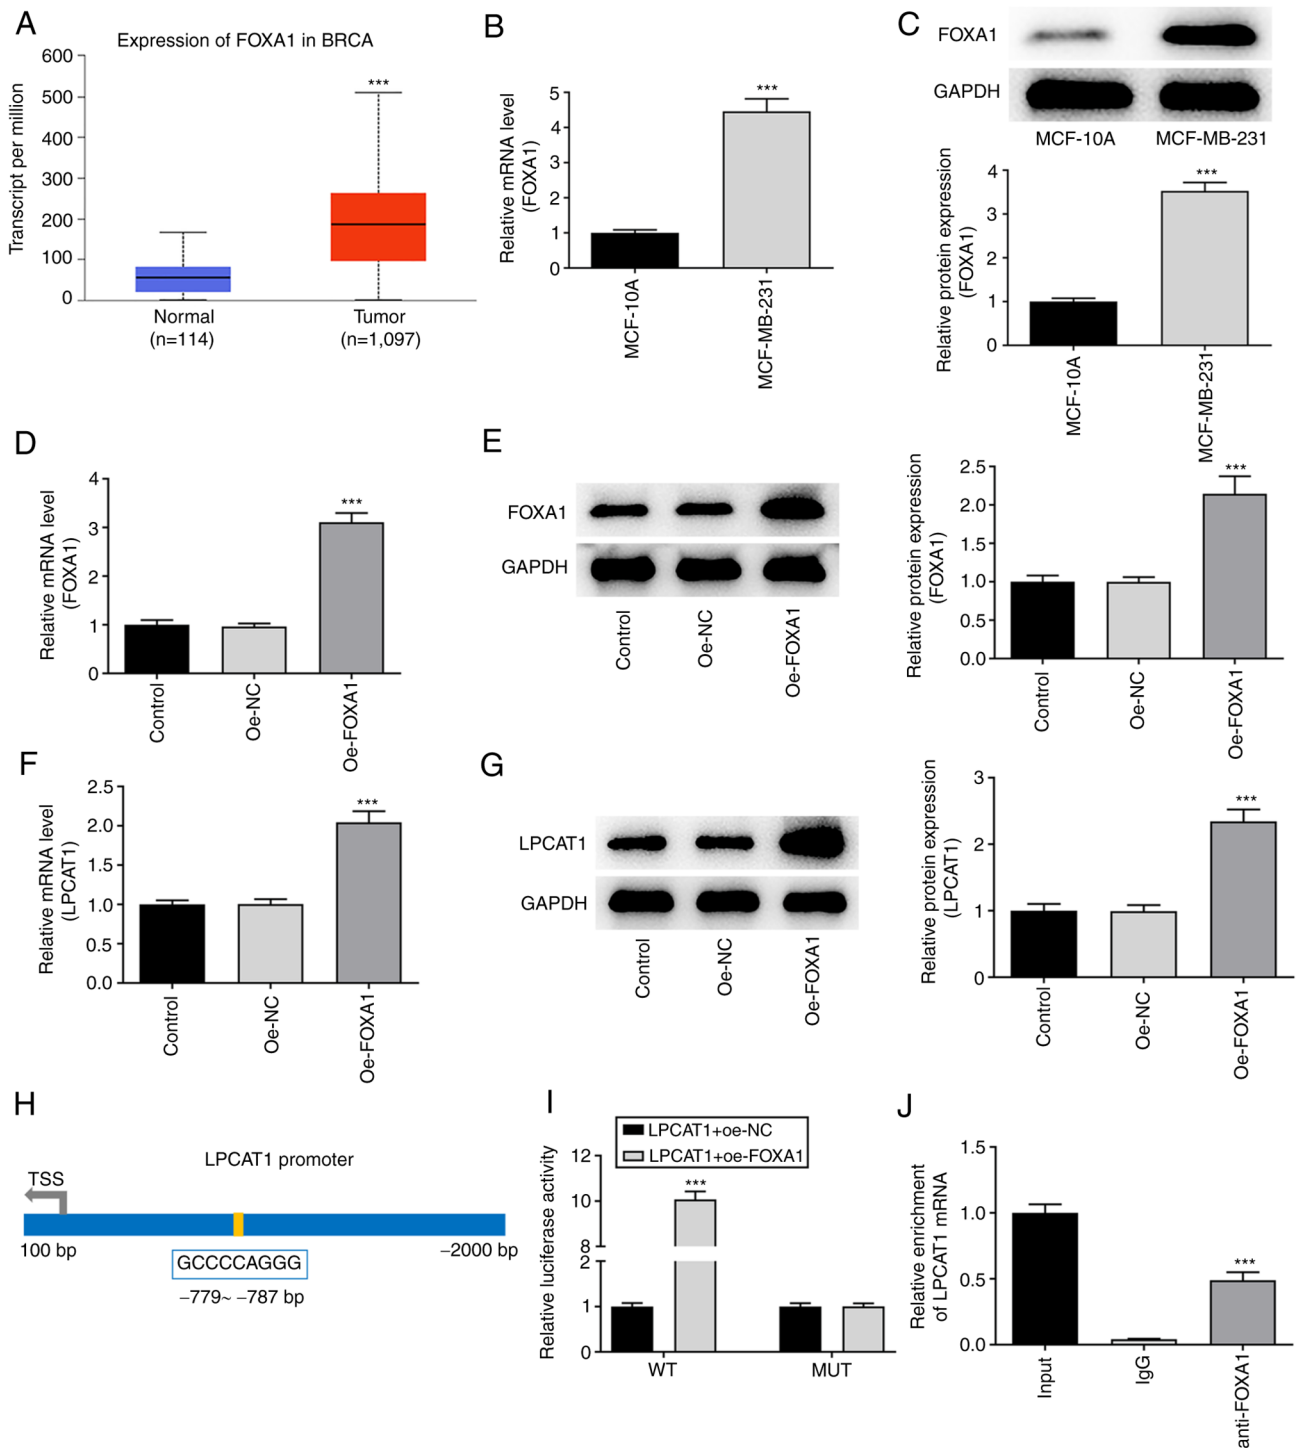 A
Expression of FOXA1 in BRCA
Transcript per million
600
500
400
300
200
100
0
***
Normal
(n=114)
Tumor
(n=1,097)
B
Relative mRNA level
(FOXA1)
5
4
3
2
1
0
***
MCF-10A
MCF-MB-231
C
FOXA1
GAPDH
MCF-10A
MCF-MB-231
Relative protein expression
(FOXA1)
4
3
2
1
0
***
MCF-10A
MCF-MB-231
D
Relative mRNA level
(FOXA1)
4
3
2
1
0
***
Control
Oe-NC
Oe-FOXA1
E
FOXA1
GAPDH
Control
Oe-NC
Oe-FOXA1
Relative protein expression
(FOXA1)
2.5
2.0
1.5
1.0
0.5
0.0
***
Control
Oe-NC
Oe-FOXA1
F
Relative mRNA level
(LPCAT1)
2.5
2.0
1.5
1.0
0.5
0.0
***
Control
Oe-NC
Oe-FOXA1
G
LPCAT1
GAPDH
Control
Oe-NC
Oe-FOXA1
Relative protein expression
(LPCAT1)
3
2
1
0
***
Control
Oe-NC
Oe-FOXA1
H
LPCAT1 promoter
TSS
100 bp
−2000 bp
GCCCCAGGG
−779~ −787 bp
I
LPCAT1+oe-NC
LPCAT1+oe-FOXA1
Relative luciferase activity
12
10
8
2
1
0
***
WT
MUT
J
Relative enrichment
of LPCAT1 mRNA
1.5
1.0
0.5
0.0
***
Input
IgG
anti-FOXA1